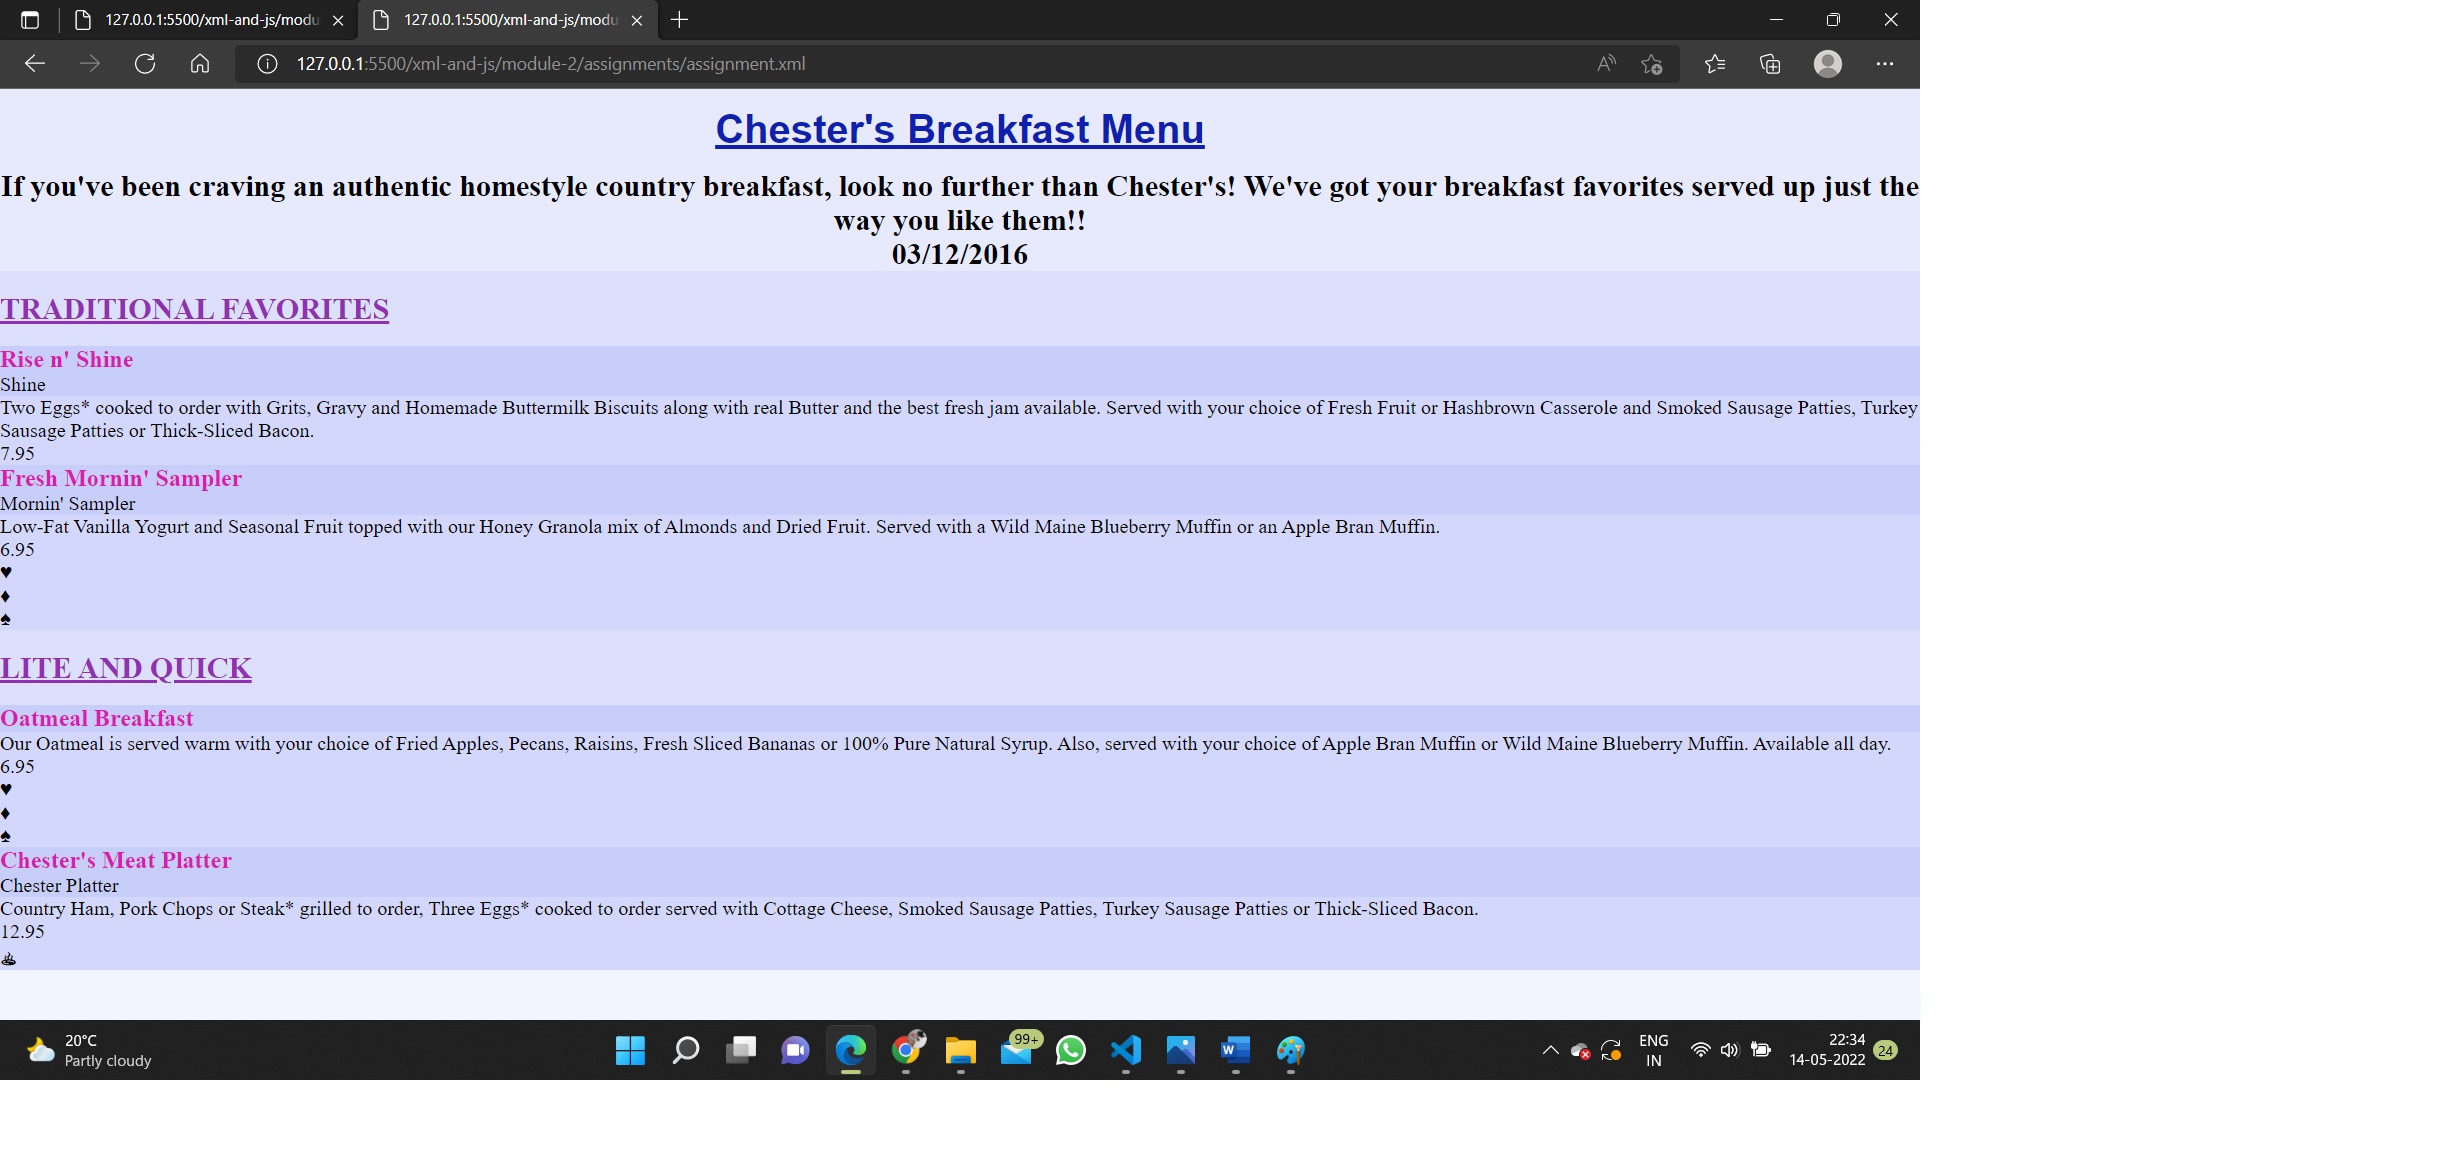 127.0.0.1:5500/xml-and-js/modu
127.0.0.1:5500/xml-and-js/modu
127.0.0.1:5500/xml-and-js/module-2/assignments/assignment.xml
Chester's Breakfast Menu
If you've been craving an authentic homestyle country breakfast, look no further than Chester's! We've got your breakfast favorites served up just the
way you like them!!
03/12/2016
TRADITIONAL FAVORITES
Rise n' Shine
Shine
Two Eggs* cooked to order with Grits, Gravy and Homemade Buttermilk Biscuits along with real Butter and the best fresh jam available. Served with your choice of Fresh Fruit or Hashbrown Casserole and Smoked Sausage Patties, Turkey
Sausage Patties or Thick-Sliced Bacon.
7.95
Fresh Mornin' Sampler
Mornin' Sampler
Low-Fat Vanilla Yogurt and Seasonal Fruit topped with our Honey Granola mix of Almonds and Dried Fruit. Served with a Wild Maine Blueberry Muffin or an Apple Bran Muffin.
6.95
♥
♦
♠
LITE AND QUICK
Oatmeal Breakfast
Our Oatmeal is served warm with your choice of Fried Apples, Pecans, Raisins, Fresh Sliced Bananas or 100% Pure Natural Syrup. Also, served with your choice of Apple Bran Muffin or Wild Maine Blueberry Muffin. Available all day.
6.95
♥
♦
♠
Chester's Meat Platter
Chester Platter
Country Ham, Pork Chops or Steak* grilled to order, Three Eggs* cooked to order served with Cottage Cheese, Smoked Sausage Patties, Turkey Sausage Patties or Thick-Sliced Bacon.
12.95
♨
20°C
Partly cloudy
99+
ENG
IN
22:34
14-05-2022
24